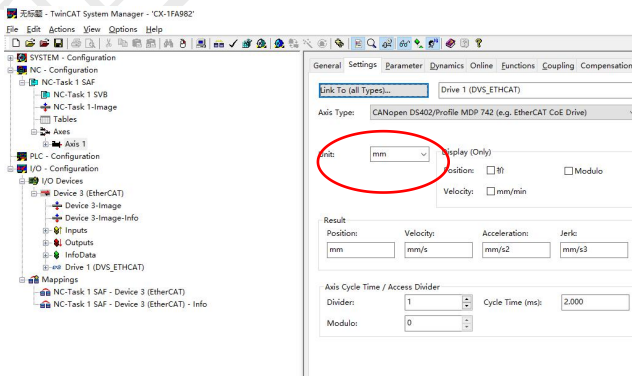 无标题 - TwinCAT System Manager - 'CX-1FA982'
File Edit Actions View Options Help
SYSTEM - Configuration
NC - Configuration
NC-Task 1 SAF
NC-Task 1 SVB
NC-Task 1-Image
Tables
Axes
Axis 1
PLC - Configuration
I/O - Configuration
I/O Devices
Device 3 (EtherCAT)
Device 3-Image
Device 3-Image-Info
Inputs
Outputs
InfoData
Drive 1 (DVS_ETHCAT)
Mappings
NC-Task 1 SAF - Device 3 (EtherCAT)
NC-Task 1 SAF - Device 3 (EtherCAT) - Info
General Settings Parameter Dynamics Online Functions Coupling Compensation
Link To (all Types)... Drive 1 (DVS_ETHCAT)
Axis Type: CANopen DS402/Profile MDP 742 (e.g. EtherCAT CoE Drive)
Unit: mm Display (Only)
Position: 祄 Modulo
Velocity: mm/min
Result
Position: Velocity: Acceleration: Jerk:
mm mm/s mm/s2 mm/s3
Axis Cycle Time / Access Divider
Divider: 1 Cycle Time (ms): 2.000
Modulo: 0